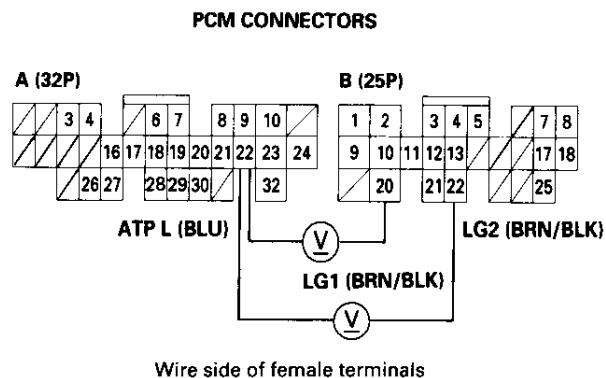 PCM CONNECTORS
A (32P) B (25P)
3 4 6 7 8 9 10 1 2 3 4 5 7 8
16 17 18 19 20 21 22 23 24 9 10 11 12 13 17 18
26 27 28 29 30 32 20 21 22 25
ATP L (BLU) V LG2 (BRN/BLK)
LG1 (BRN/BLK)
V
Wire side of female terminals